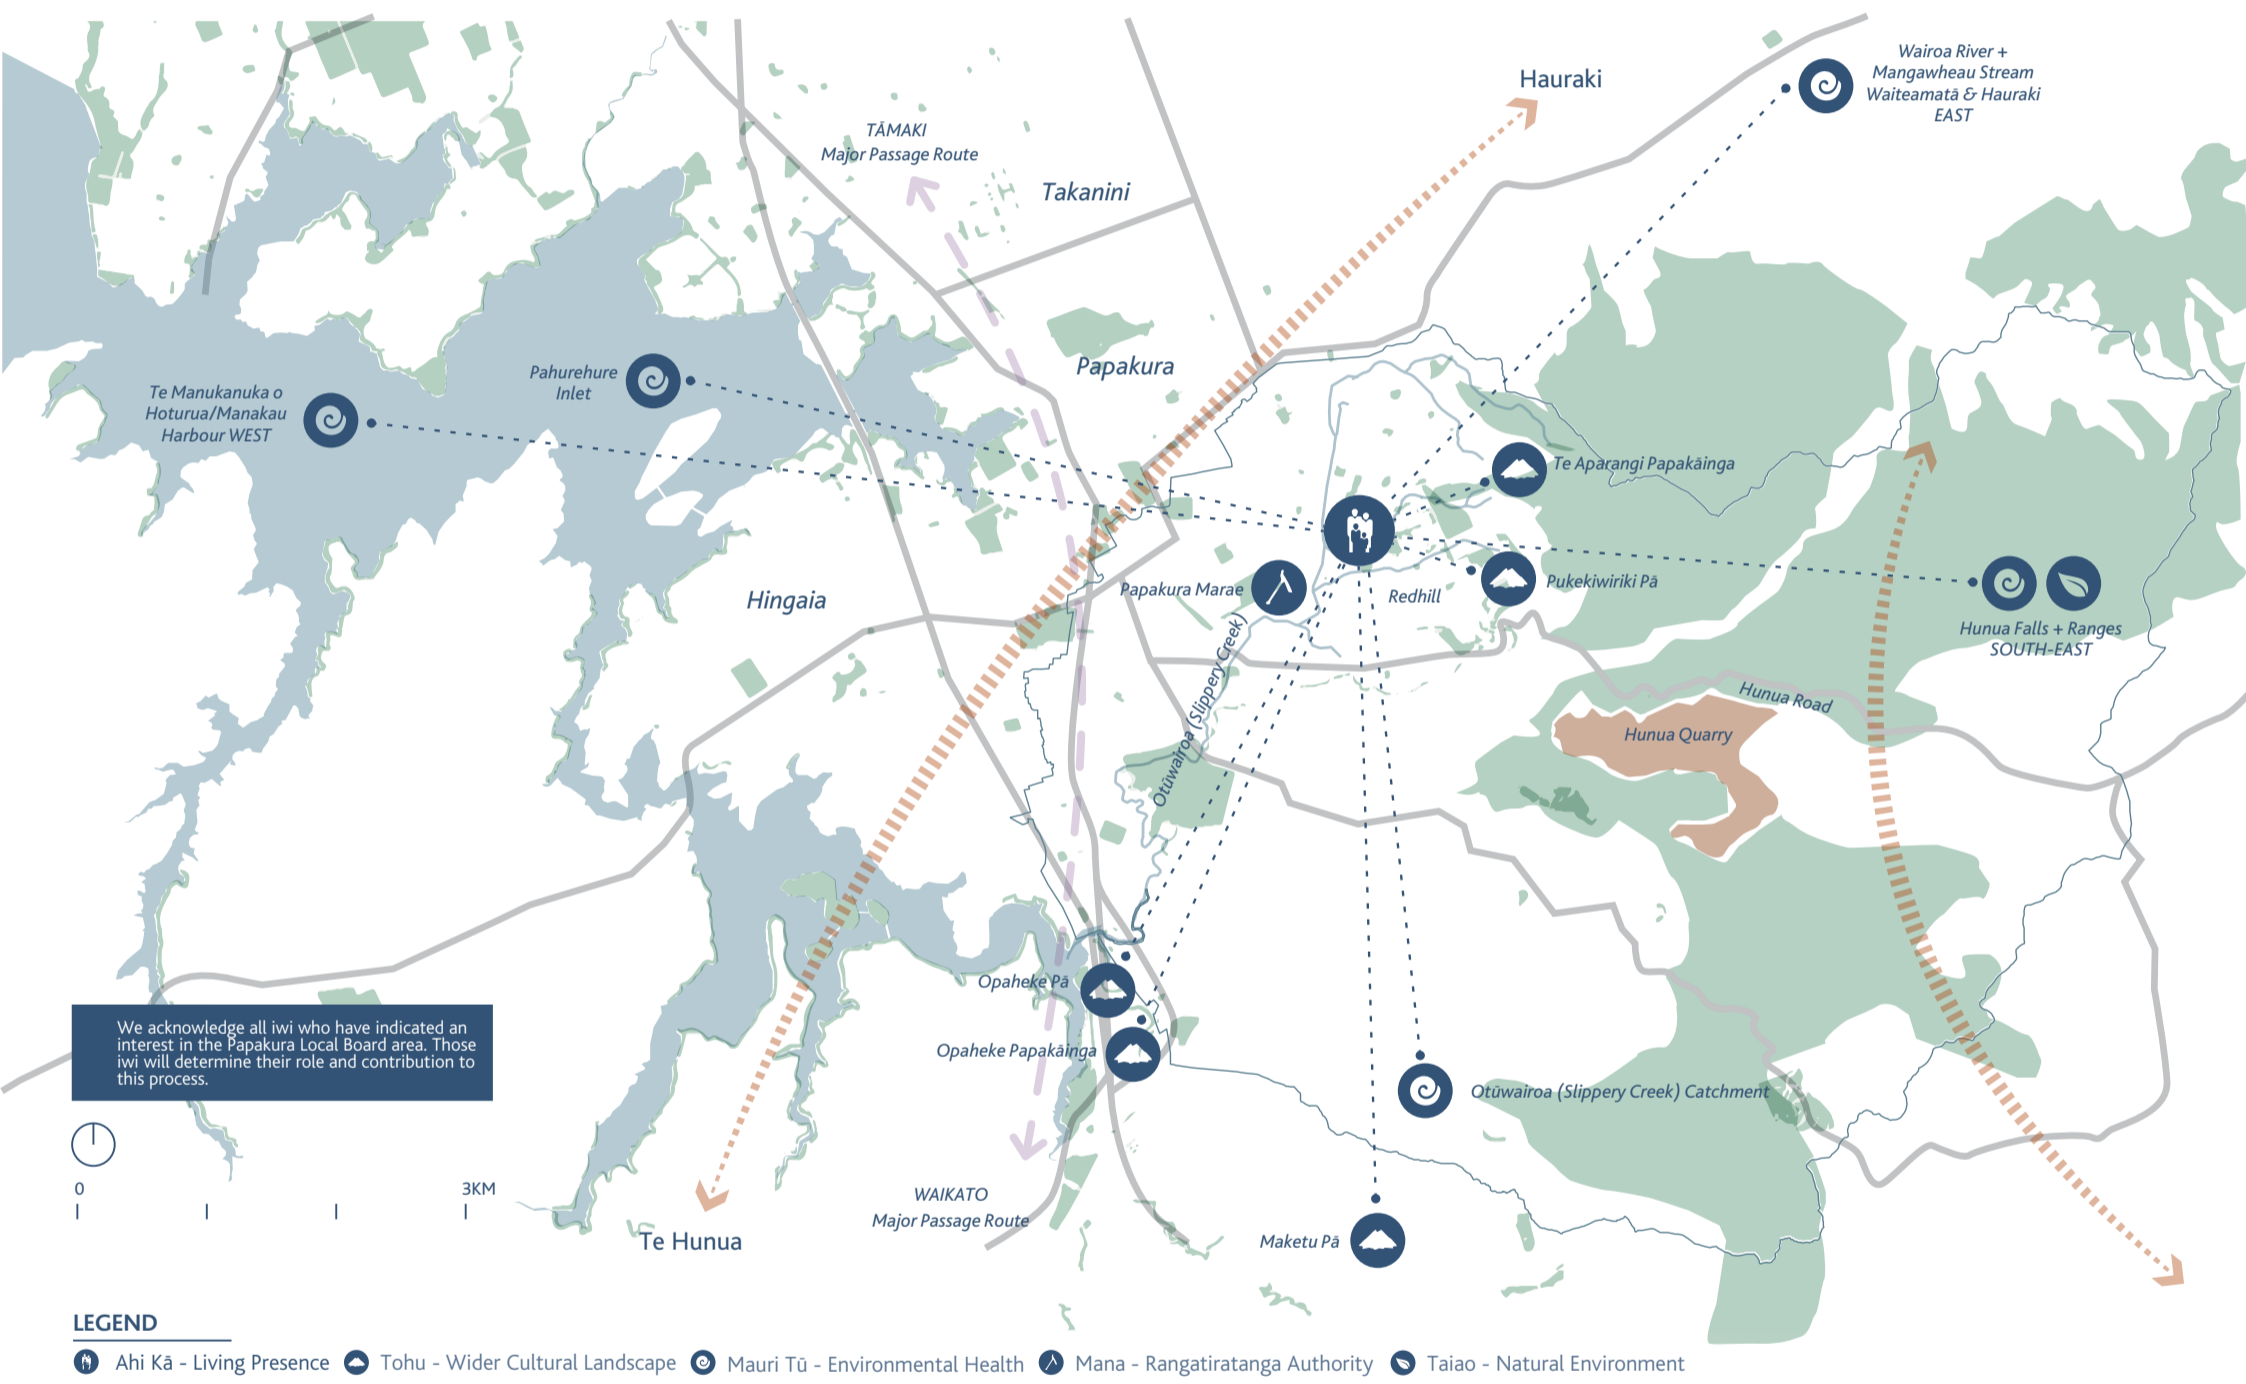 Wairoa River +
Mangawheau Stream
Waiteamatā & Hauraki
EAST
Hauraki
TĀMAKI
Major Passage Route
Takanini
Papakura
Pahurehure
Inlet
Te Manukanuka o
Hoturua/Manakau
Harbour WEST
Te Aparangi Papakāinga
Papakura Marae
Redhill
Pukekiwiriki Pā
Hingaia
Hunua Falls + Ranges
SOUTH-EAST
Otūwairoa (Slippery Creek)
Hunua Road
Hunua Quarry
Opaheke Pā
Opaheke Papakāinga
Otūwairoa (Slippery Creek) Catchment
We acknowledge all iwi who have indicated an
interest in the Papakura Local Board area. Those
iwi will determine their role and contribution to
this process.
0
3KM
WAIKATO
Major Passage Route
Te Hunua
Maketu Pā
LEGEND
Ahi Kā - Living Presence
Tohu - Wider Cultural Landscape
Mauri Tū - Environmental Health
Mana - Rangatiratanga Authority
Taiao - Natural Environment